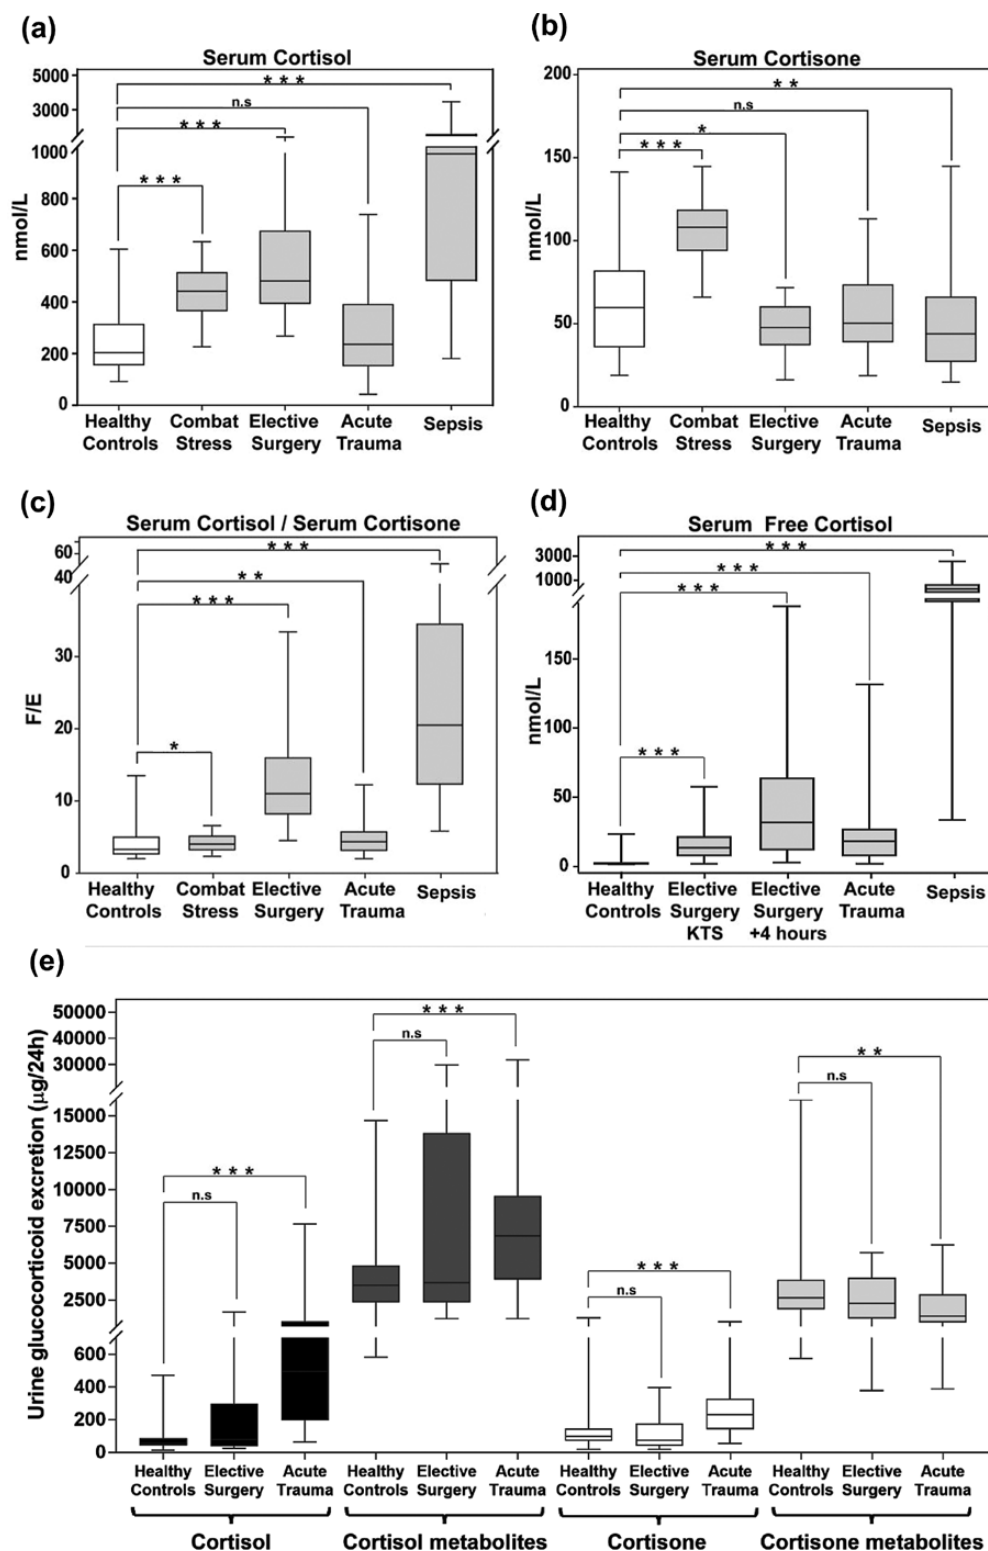 (a)
Serum Cortisol
nmol/L
5000
3000
1000
800
600
400
200
0
* * *
n.s
* * *
* * *
Healthy Controls
Combat Stress
Elective Surgery
Acute Trauma
Sepsis
(b)
Serum Cortisone
nmol/L
200
150
100
50
0
* *
n.s
*
* * *
Healthy Controls
Combat Stress
Elective Surgery
Acute Trauma
Sepsis
(c)
Serum Cortisol / Serum Cortisone
F/E
60
40
30
20
10
0
* * *
* *
* * *
*
Healthy Controls
Combat Stress
Elective Surgery
Acute Trauma
Sepsis
(d)
Serum Free Cortisol
nmol/L
3000
1000
150
100
50
0
* * *
* * *
* * *
* * *
Healthy Controls
Elective Surgery KTS
Elective Surgery +4 hours
Acute Trauma
Sepsis
(e)
Urine glucocorticoid excretion (µg/24h)
50000
40000
30000
15000
12500
10000
7500
5000
2500
600
400
200
0
* * *
n.s
* * *
n.s
* * *
n.s
* *
n.s
Healthy Controls
Elective Surgery
Acute Trauma
Healthy Controls
Elective Surgery
Acute Trauma
Healthy Controls
Elective Surgery
Acute Trauma
Healthy Controls
Elective Surgery
Acute Trauma
Cortisol
Cortisol metabolites
Cortisone
Cortisone metabolites